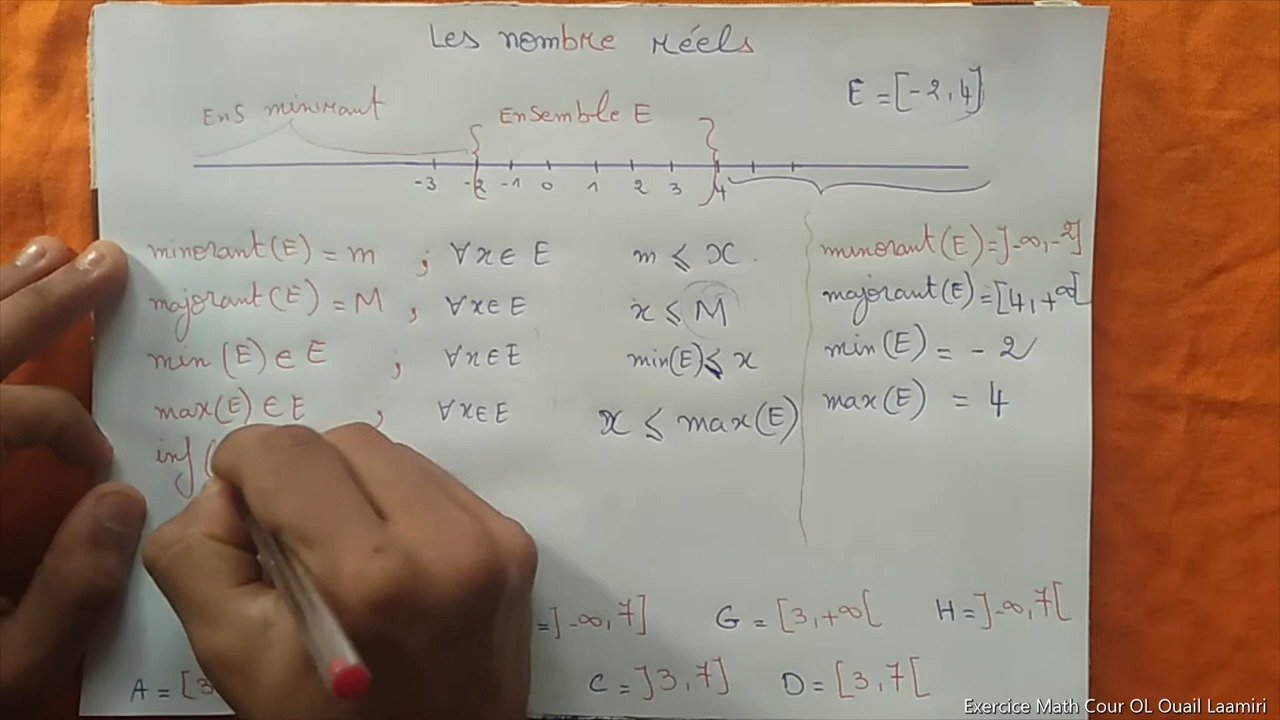 Les nombre réels
E = [-2, 4]
Ens minorant
Ensemble E
-3 -2 -1 0 1 2 3 4
minorant(E) = m ; ∀x∈ E m ⩽ x
majorant(E) = M , ∀x∈E x ⩽ M
min (E) ∈ E ; ∀x∈E min(E) ⩽ x
max(E) ∈ E , ∀x∈E x ⩽ max(E)
inf (
minorant(E)=]-∞,-2]
majorant(E)=[4,+∞[
min(E) = -2
max(E) = 4
=]-∞, 7] G = [3,+∞[ H =]-∞,7[
A = [3 C = ]3,7] D = [3,7[
Exercice Math Cour OL Ouail Laamiri